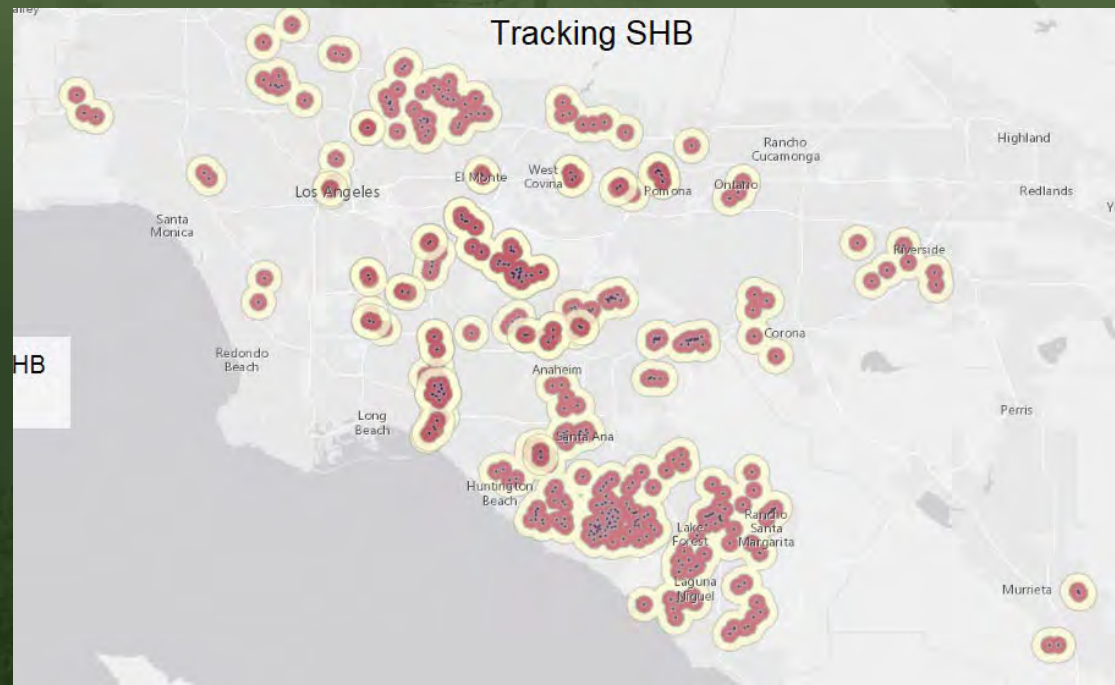 Tracking SHB
Highland
Rancho
Cucamonga
El Monte
West
Covina
Pomona
Ontario
Redlands
Los Angeles
Santa
Monica
Riverside
HB
Redondo
Beach
Corona
Anaheim
Long
Beach
Perris
Santa Ana
Huntington
Beach
Lake
Forest
Rancho
Santa
Margarita
Laguna
Niguel
Murrieta